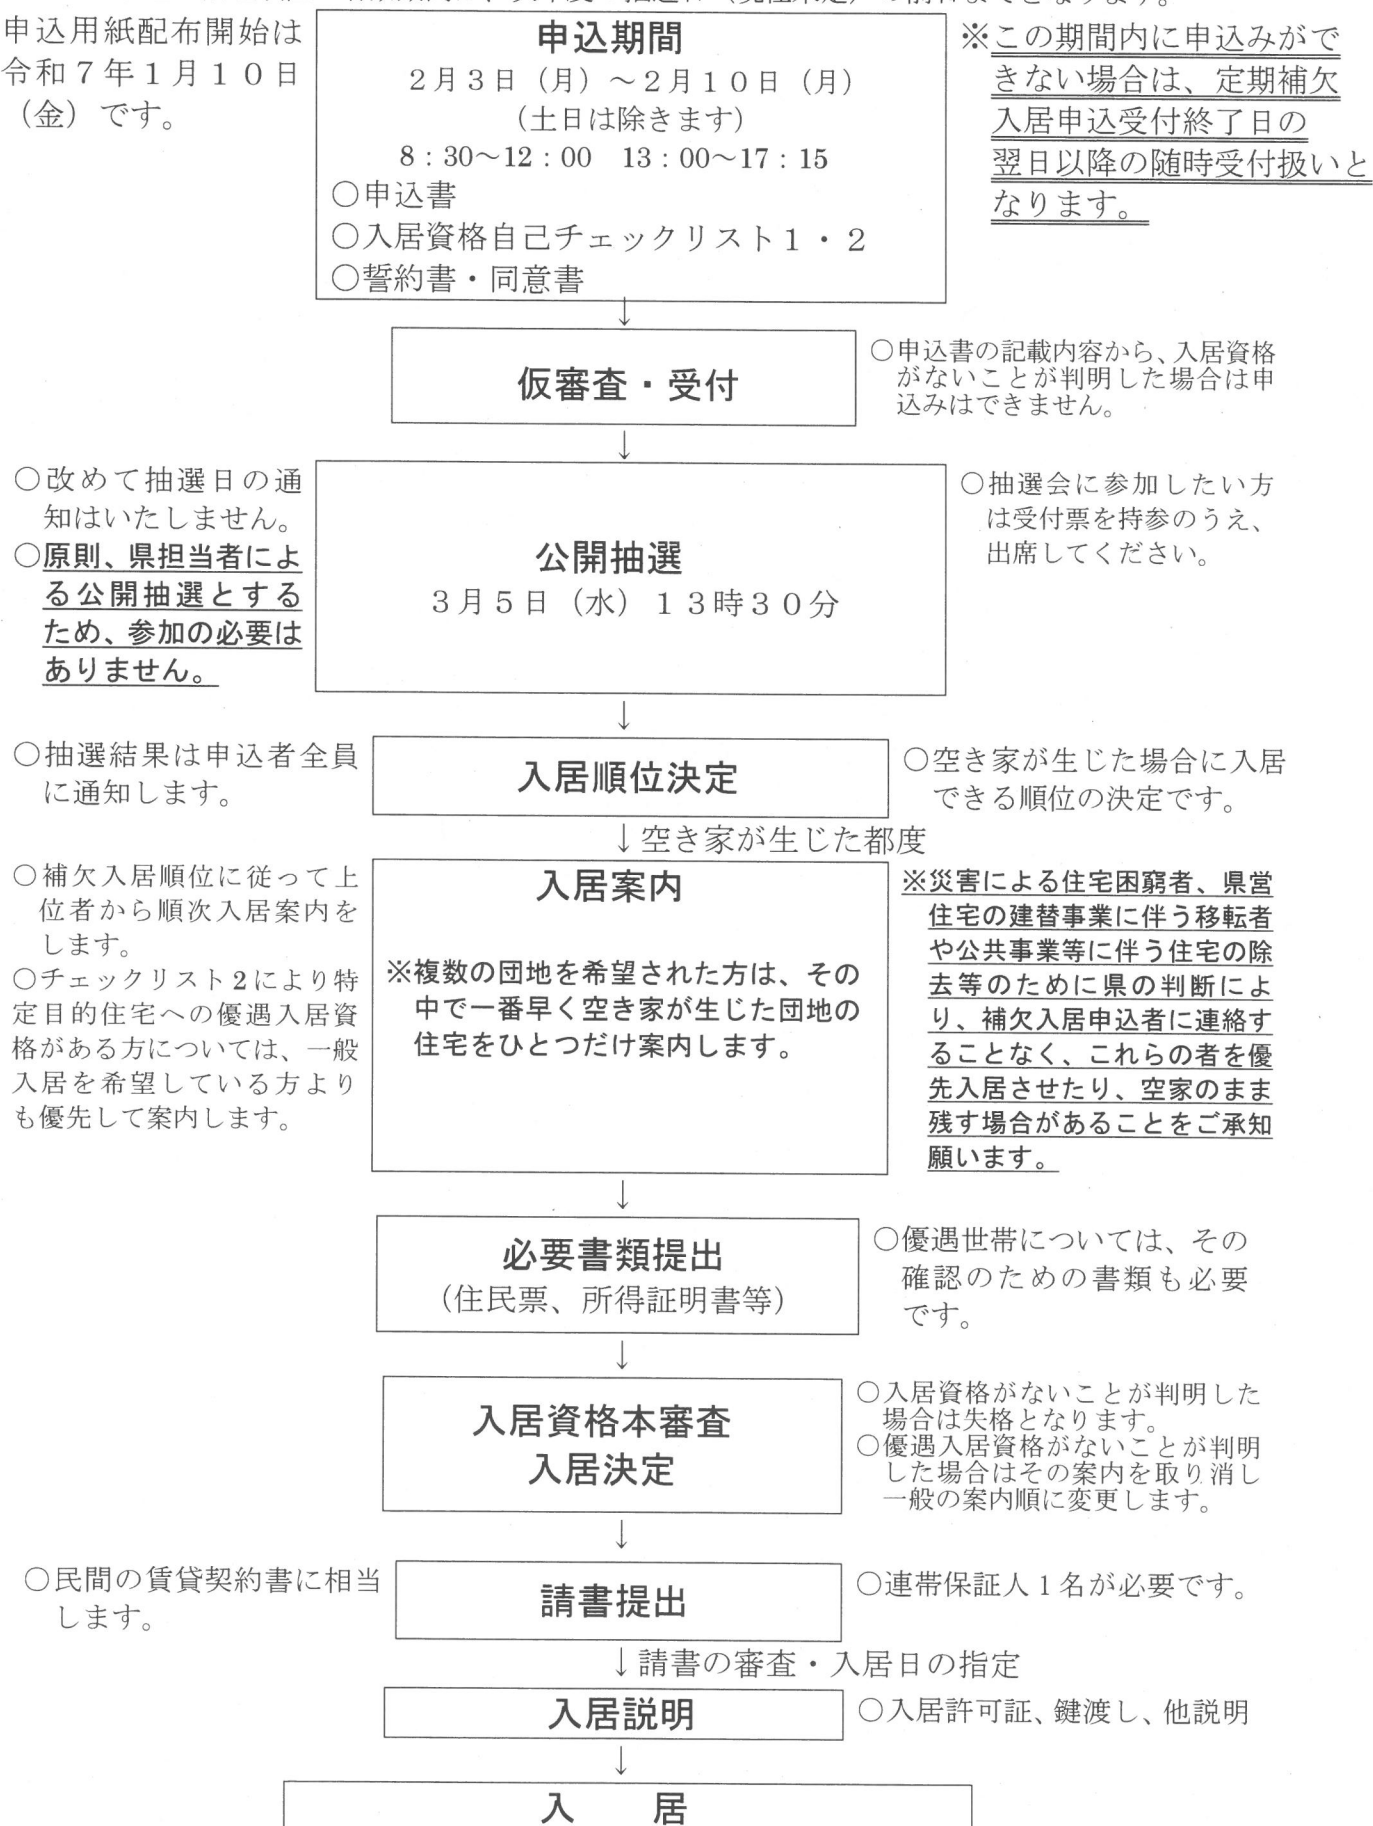 申込用紙配布開始は
令和７年１月１０日
（金）です。
申込期間
２月３日（月）～２月１０日（月）
（土日は除きます）
8：30～12：00　13：00～17：15
○申込書
○入居資格自己チェックリスト１・２
○誓約書・同意書
※この期間内に申込みがで
きない場合は、定期補欠
入居申込受付終了日の
翌日以降の随時受付扱いと
なります。
↓
仮審査・受付
○申込書の記載内容から、入居資格
がないことが判明した場合は申
込みはできません。
↓
○改めて抽選日の通
知はいたしません。
○原則、県担当者によ
る公開抽選とする
ため、参加の必要は
ありません。
公開抽選
３月５日（水）１３時３０分
○抽選会に参加したい方
は受付票を持参のうえ、
出席してください。
↓
○抽選結果は申込者全員
に通知します。
入居順位決定
○空き家が生じた場合に入居
できる順位の決定です。
↓空き家が生じた都度
○補欠入居順位に従って上
位者から順次入居案内を
します。
○チェックリスト2により特
定目的住宅への優遇入居資
格がある方については、一般
入居を希望している方より
も優先して案内します。
入居案内
※複数の団地を希望された方は、その
中で一番早く空き家が生じた団地の
住宅をひとつだけ案内します。
※災害による住宅困窮者、県営
住宅の建替事業に伴う移転者
や公共事業等に伴う住宅の除
去等のために県の判断によ
り、補欠入居申込者に連絡す
ることなく、これらの者を優
先入居させたり、空家のまま
残す場合があることをご承知
願います。
↓
必要書類提出
（住民票、所得証明書等）
○優遇世帯については、その
確認のための書類も必要
です。
↓
入居資格本審査
入居決定
○入居資格がないことが判明した
場合は失格となります。
○優遇入居資格がないことが判明
した場合はその案内を取り消し
一般の案内順に変更します。
↓
○民間の賃貸契約書に相当
します。
請書提出
○連帯保証人１名が必要です。
↓請書の審査・入居日の指定
入居説明
○入居許可証、鍵渡し、他説明
↓
入　　居